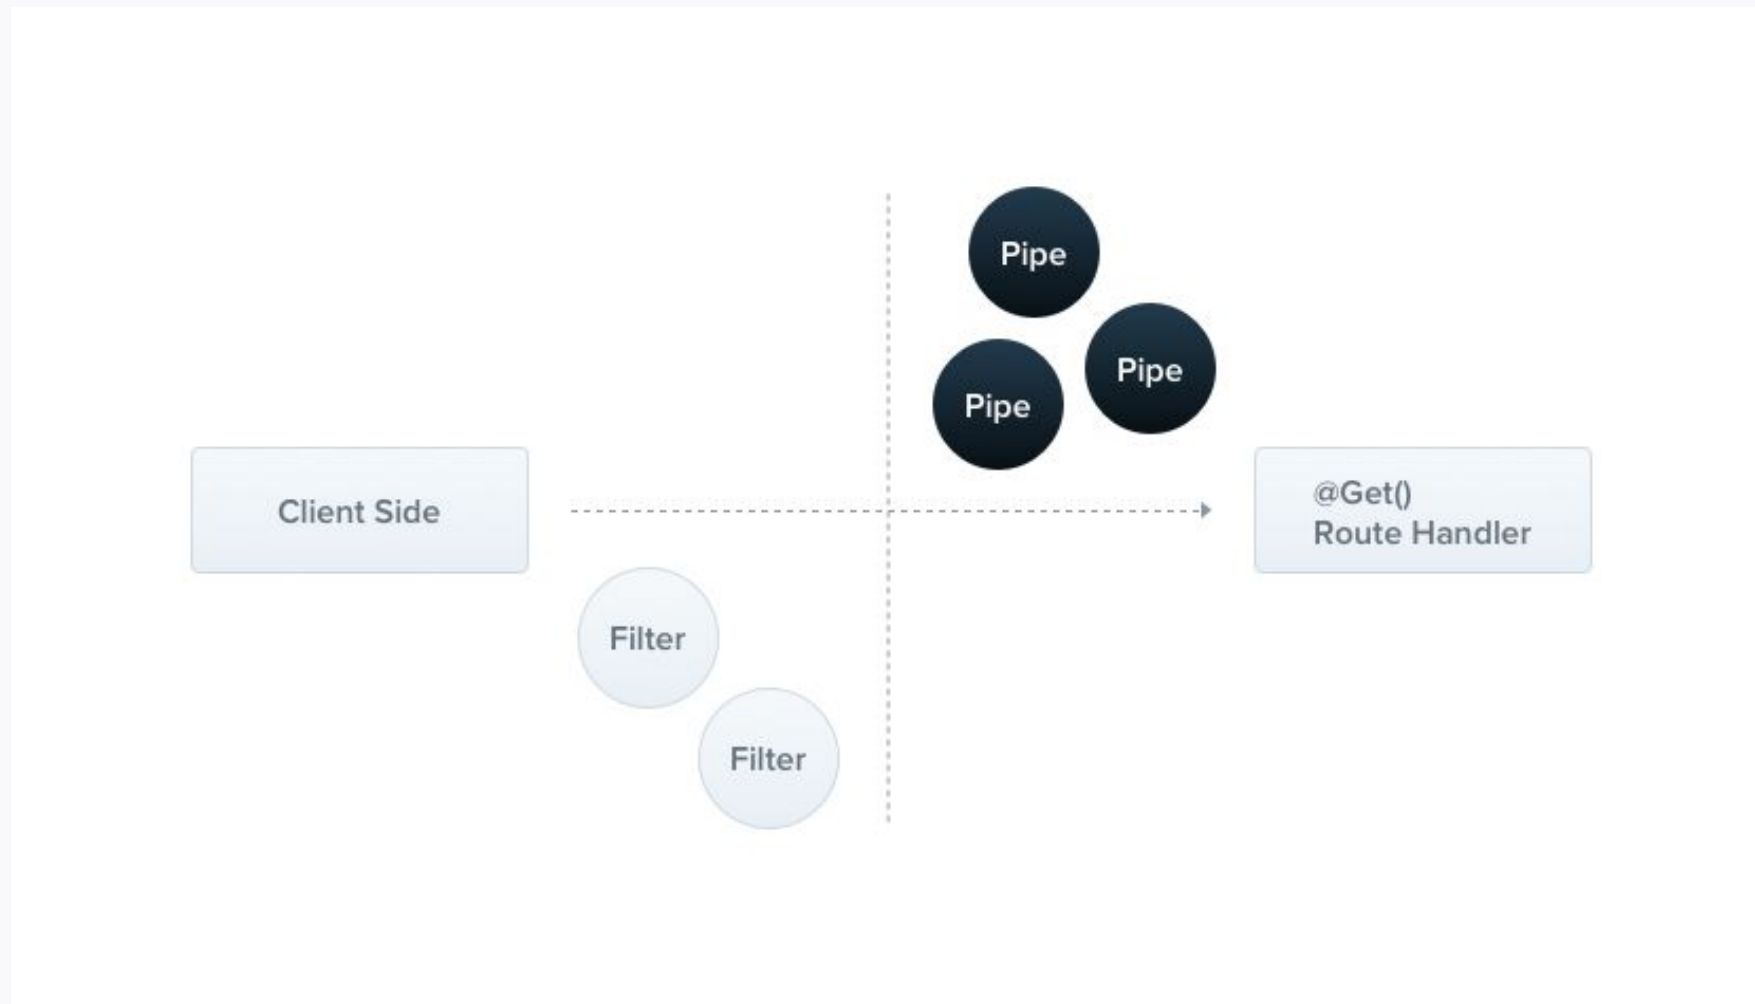 Pipe
Pipe
Pipe
Client Side
@Get()
Route Handler
Filter
Filter